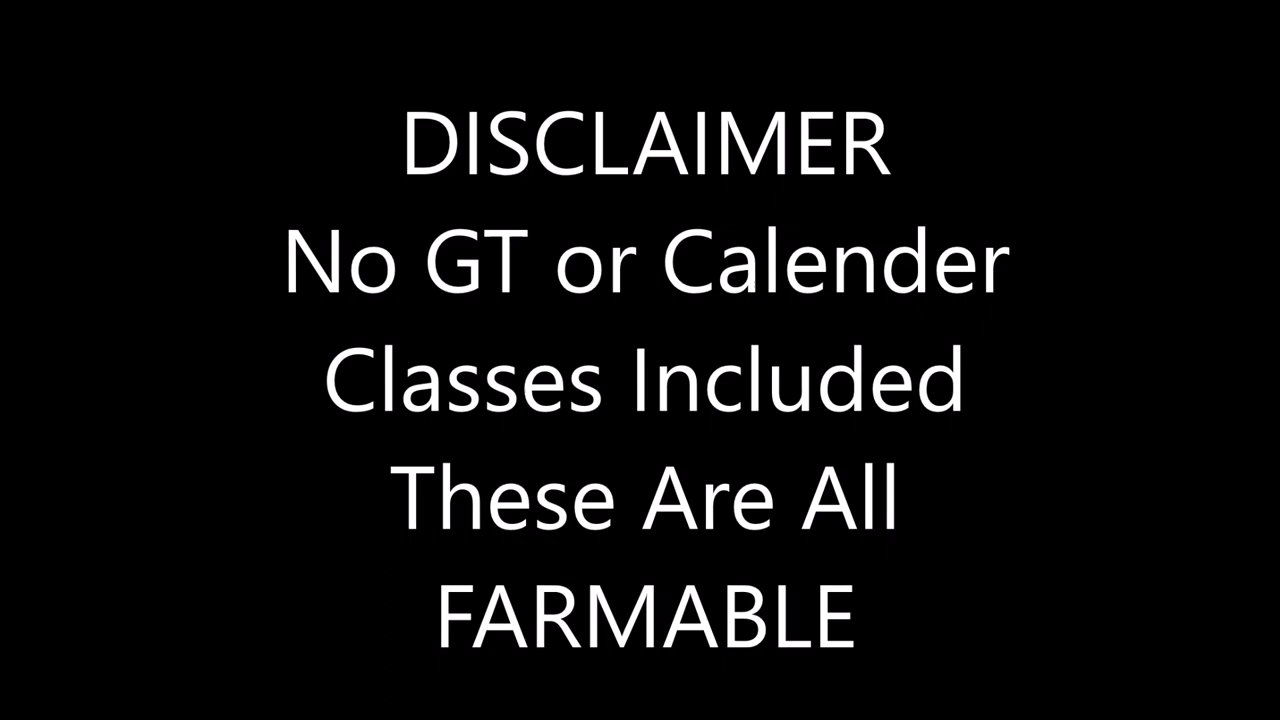 DISCLAIMER
No GT or Calender
Classes Included
These Are All
FARMABLE